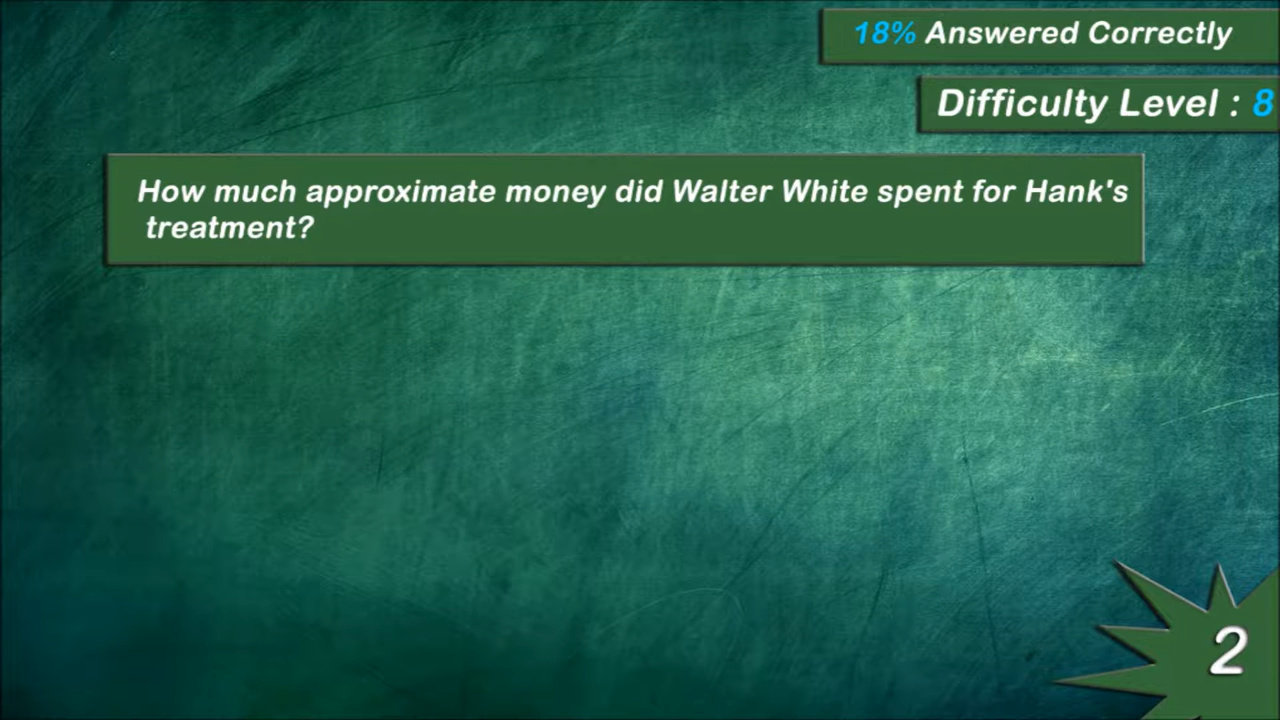 18% Answered Correctly
Difficulty Level : 8
How much approximate money did Walter White spent for Hank's
treatment?
2